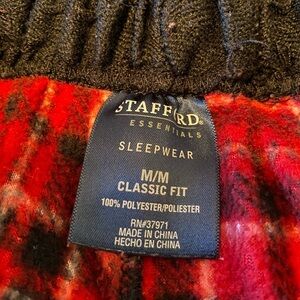 STAFFORD®
ESSENTIALS
SLEEPWEAR
M/M
CLASSIC FIT
100% POLYESTER/POLIESTER
RN#37971
MADE IN CHINA
HECHO EN CHINA